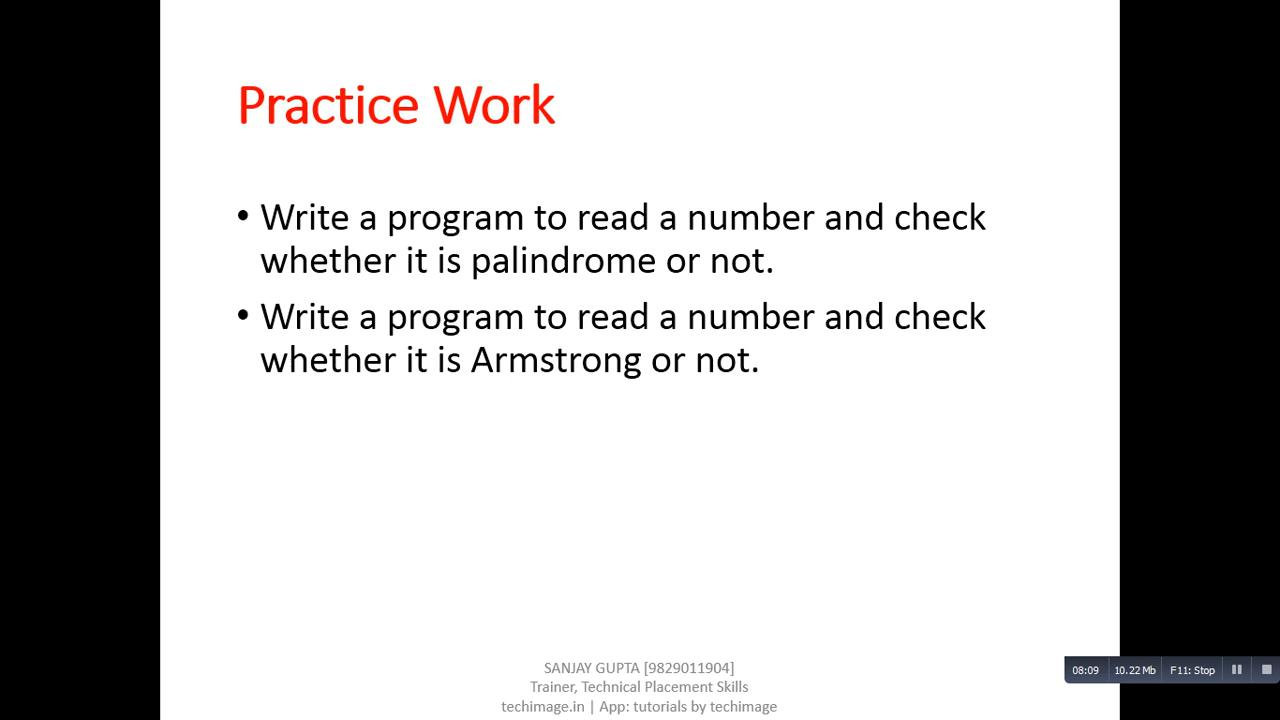 Practice Work
• Write a program to read a number and check
whether it is palindrome or not.
• Write a program to read a number and check
whether it is Armstrong or not.
SANJAY GUPTA [9829011904]
Trainer, Technical Placement Skills
techimage.in | App: tutorials by techimage
08:09 10.22 Mb F11: Stop